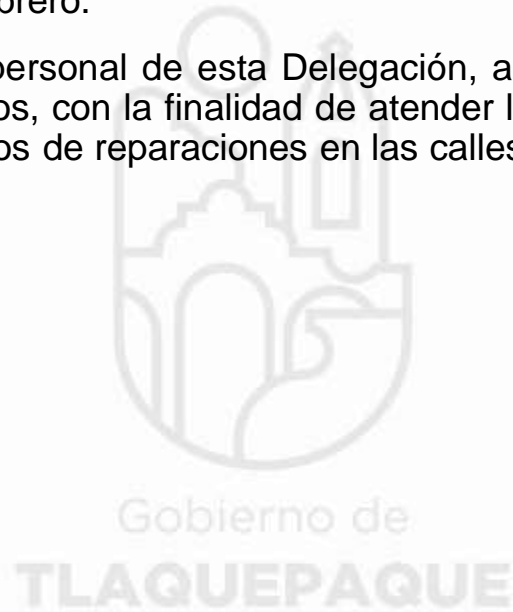 brero.
personal de esta Delegación, a
os, con la finalidad de atender l
os de reparaciones en las calles
Gobierno de
TLAQUEPAQUE